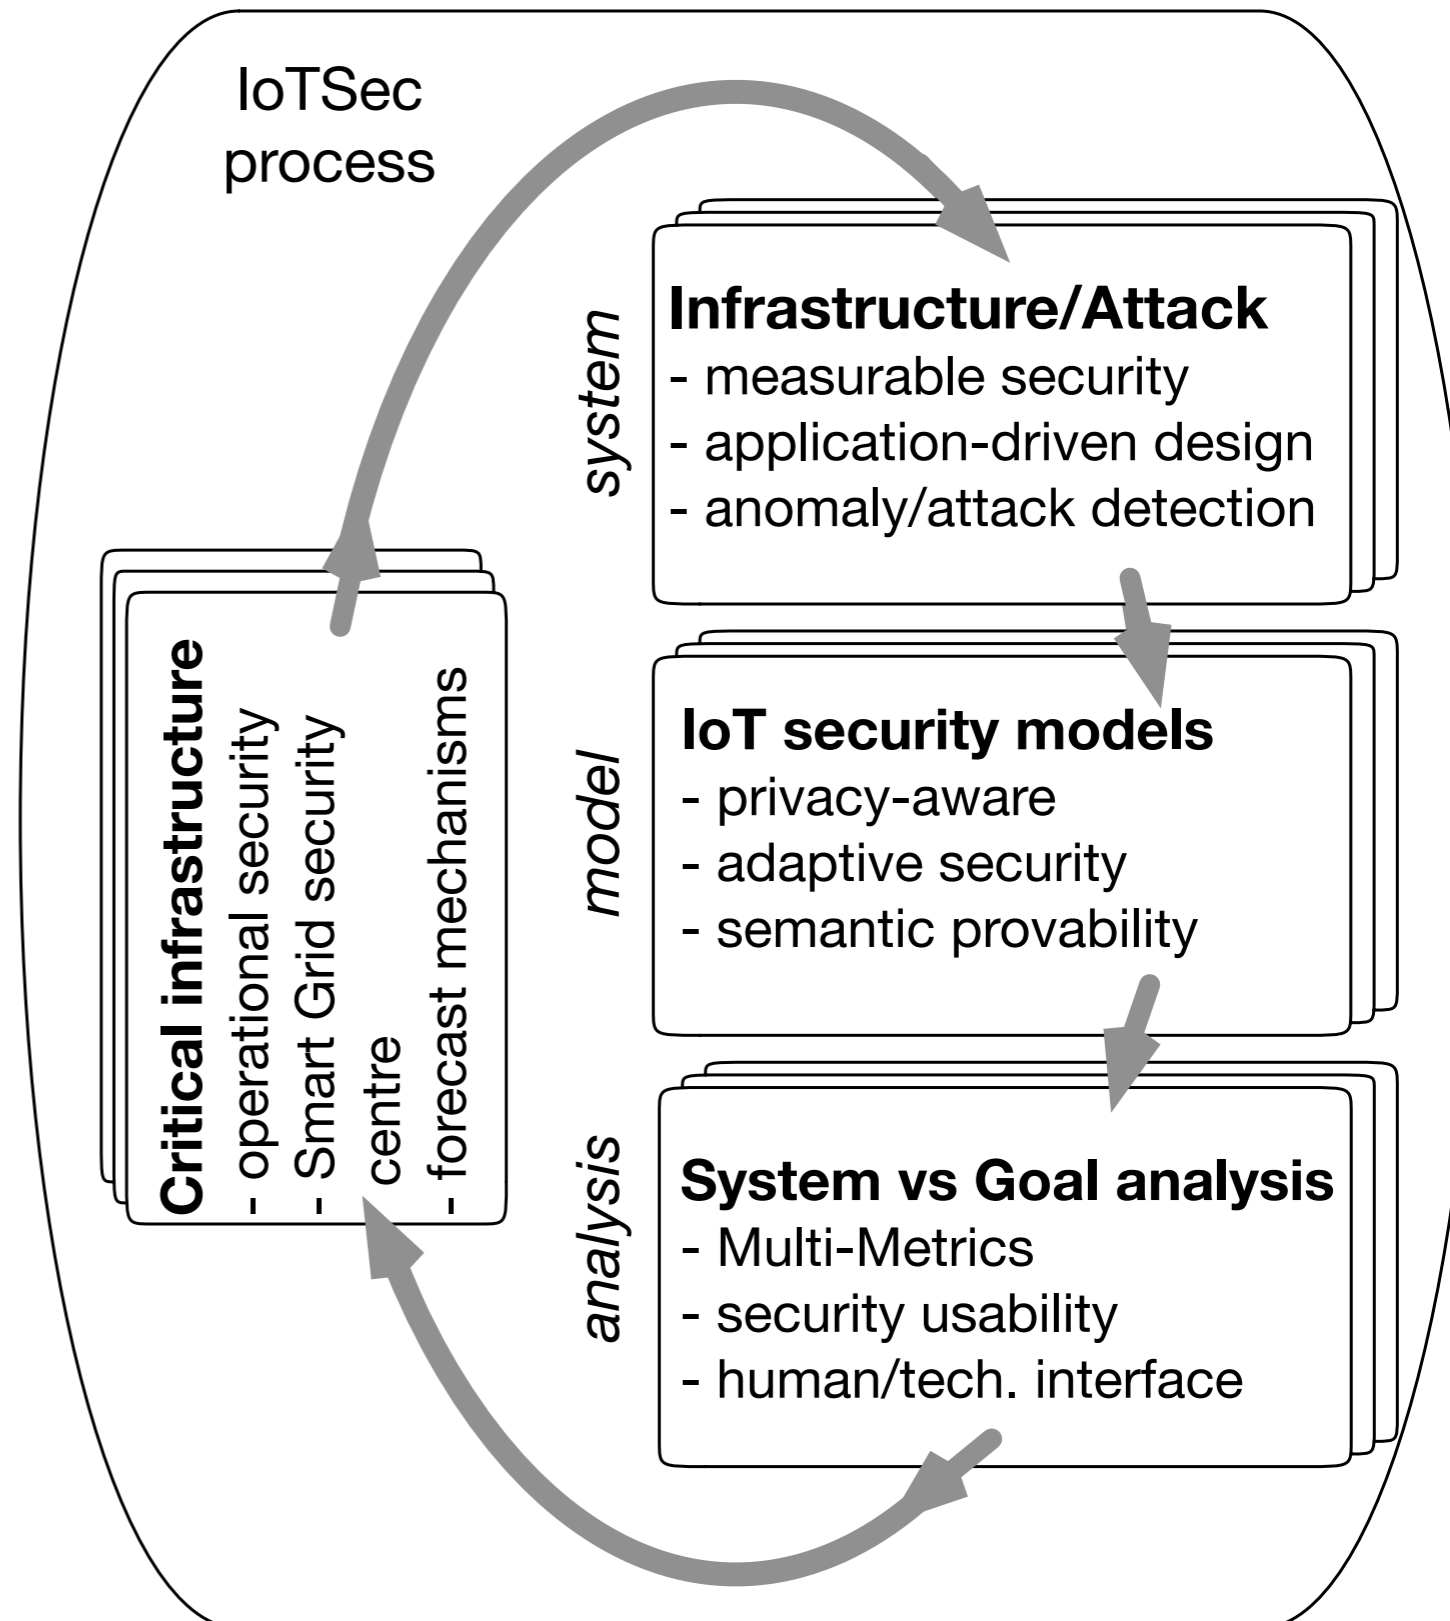 IoTSec
process
system
Infrastructure/Attack
- measurable security
- application-driven design
- anomaly/attack detection
Critical infrastructure
- operational security
- Smart Grid security
centre
- forecast mechanisms
model
IoT security models
- privacy-aware
- adaptive security
- semantic provability
analysis
System vs Goal analysis
- Multi-Metrics
- security usability
- human/tech. interface